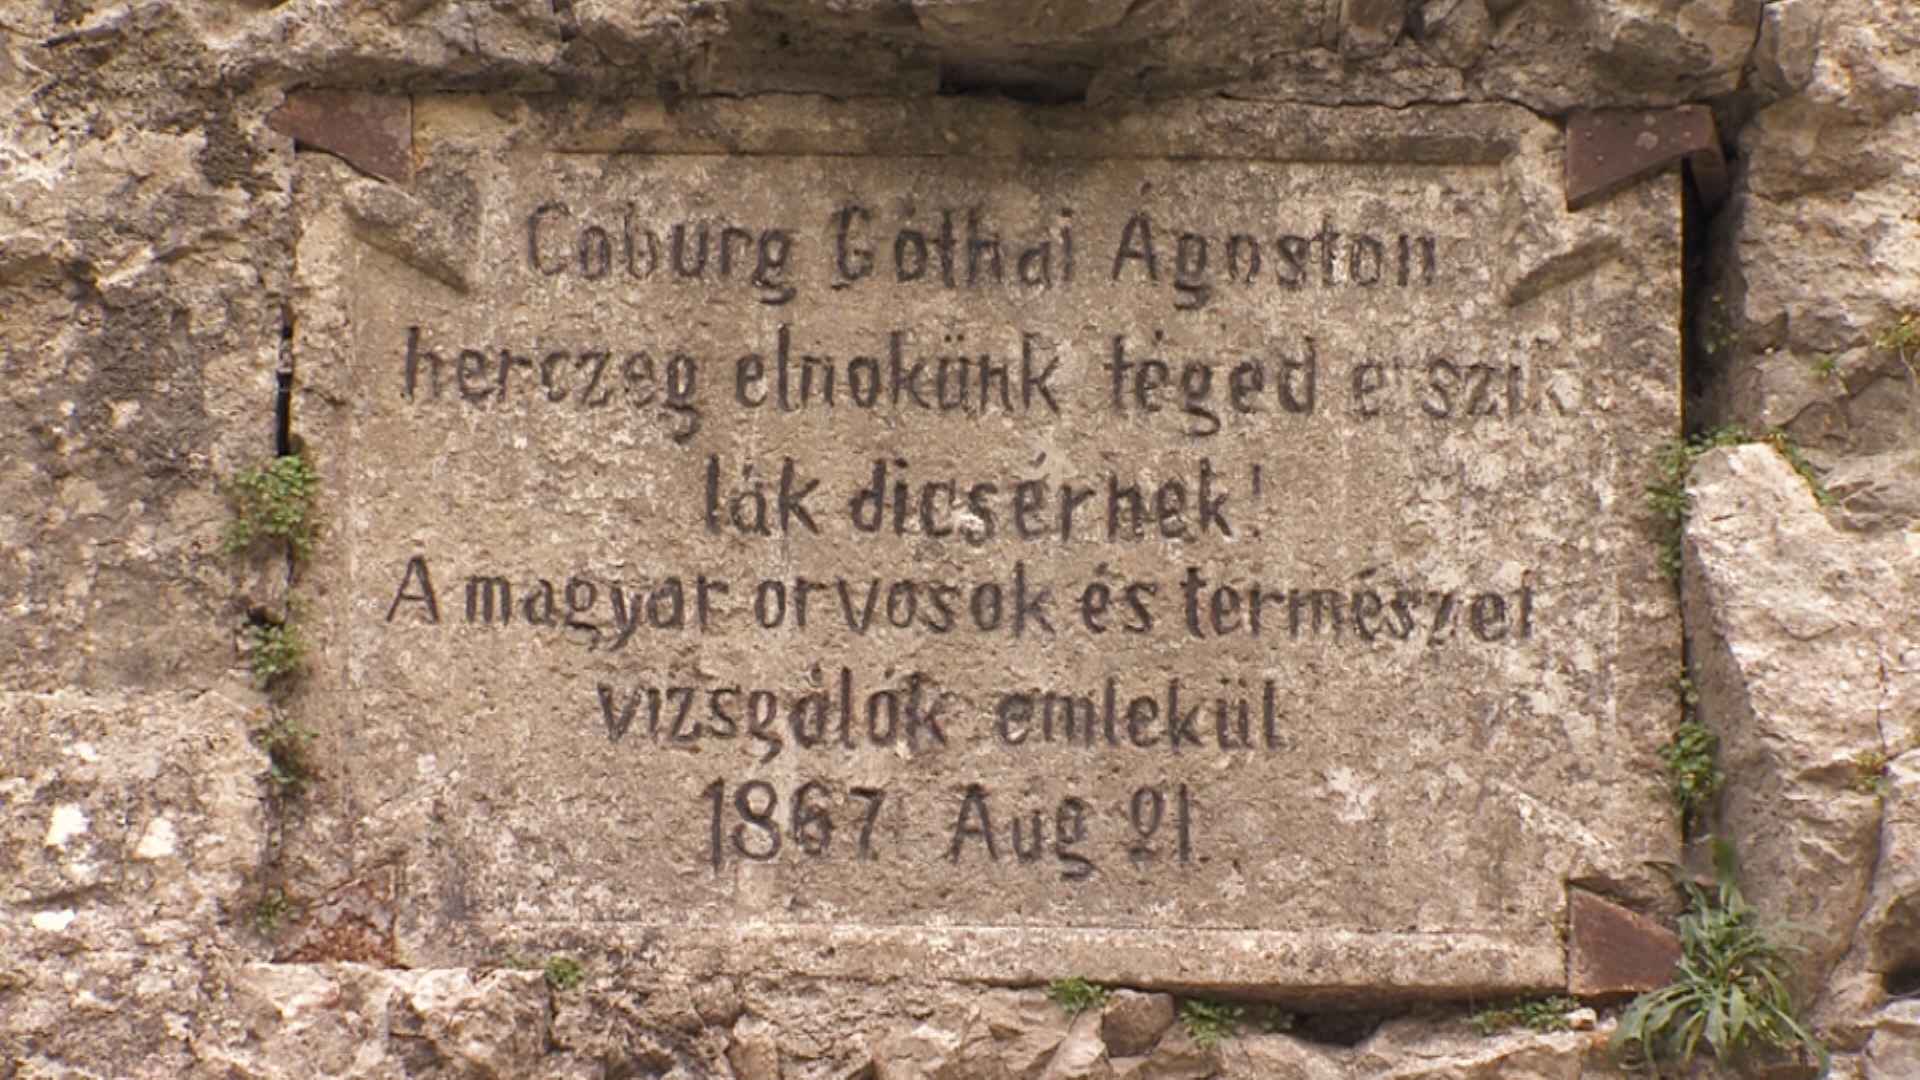 Coburg Góthai Ágoston
herczeg elnokünk téged e' szik
lák dicsérnek!
A magyar orvosok és természet
vizsgálók emlekül
1867 Aug 21.